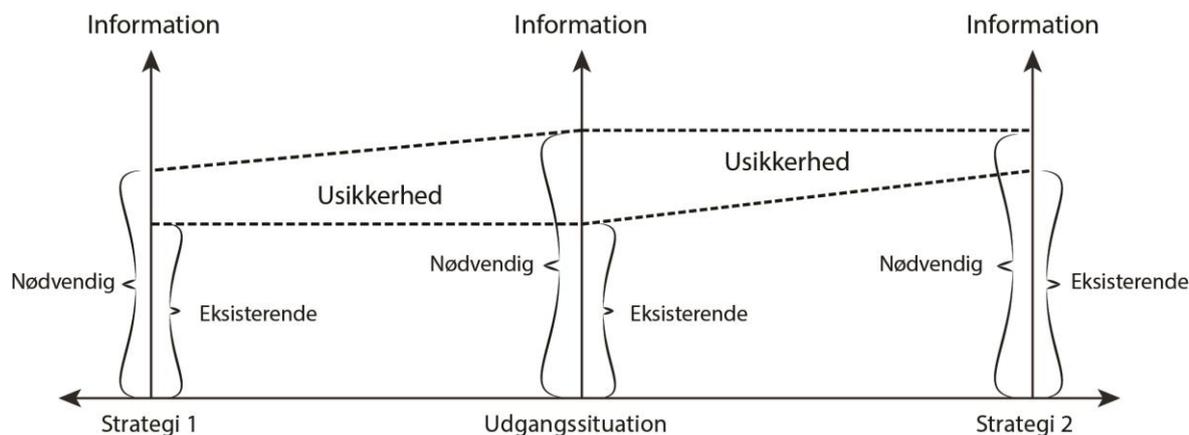 Information
Information
Information
Usikkerhed
Usikkerhed
Nødvendig
Eksisterende
Nødvendig
Eksisterende
Nødvendig
Eksisterende
Strategi 1
Udgangssituation
Strategi 2